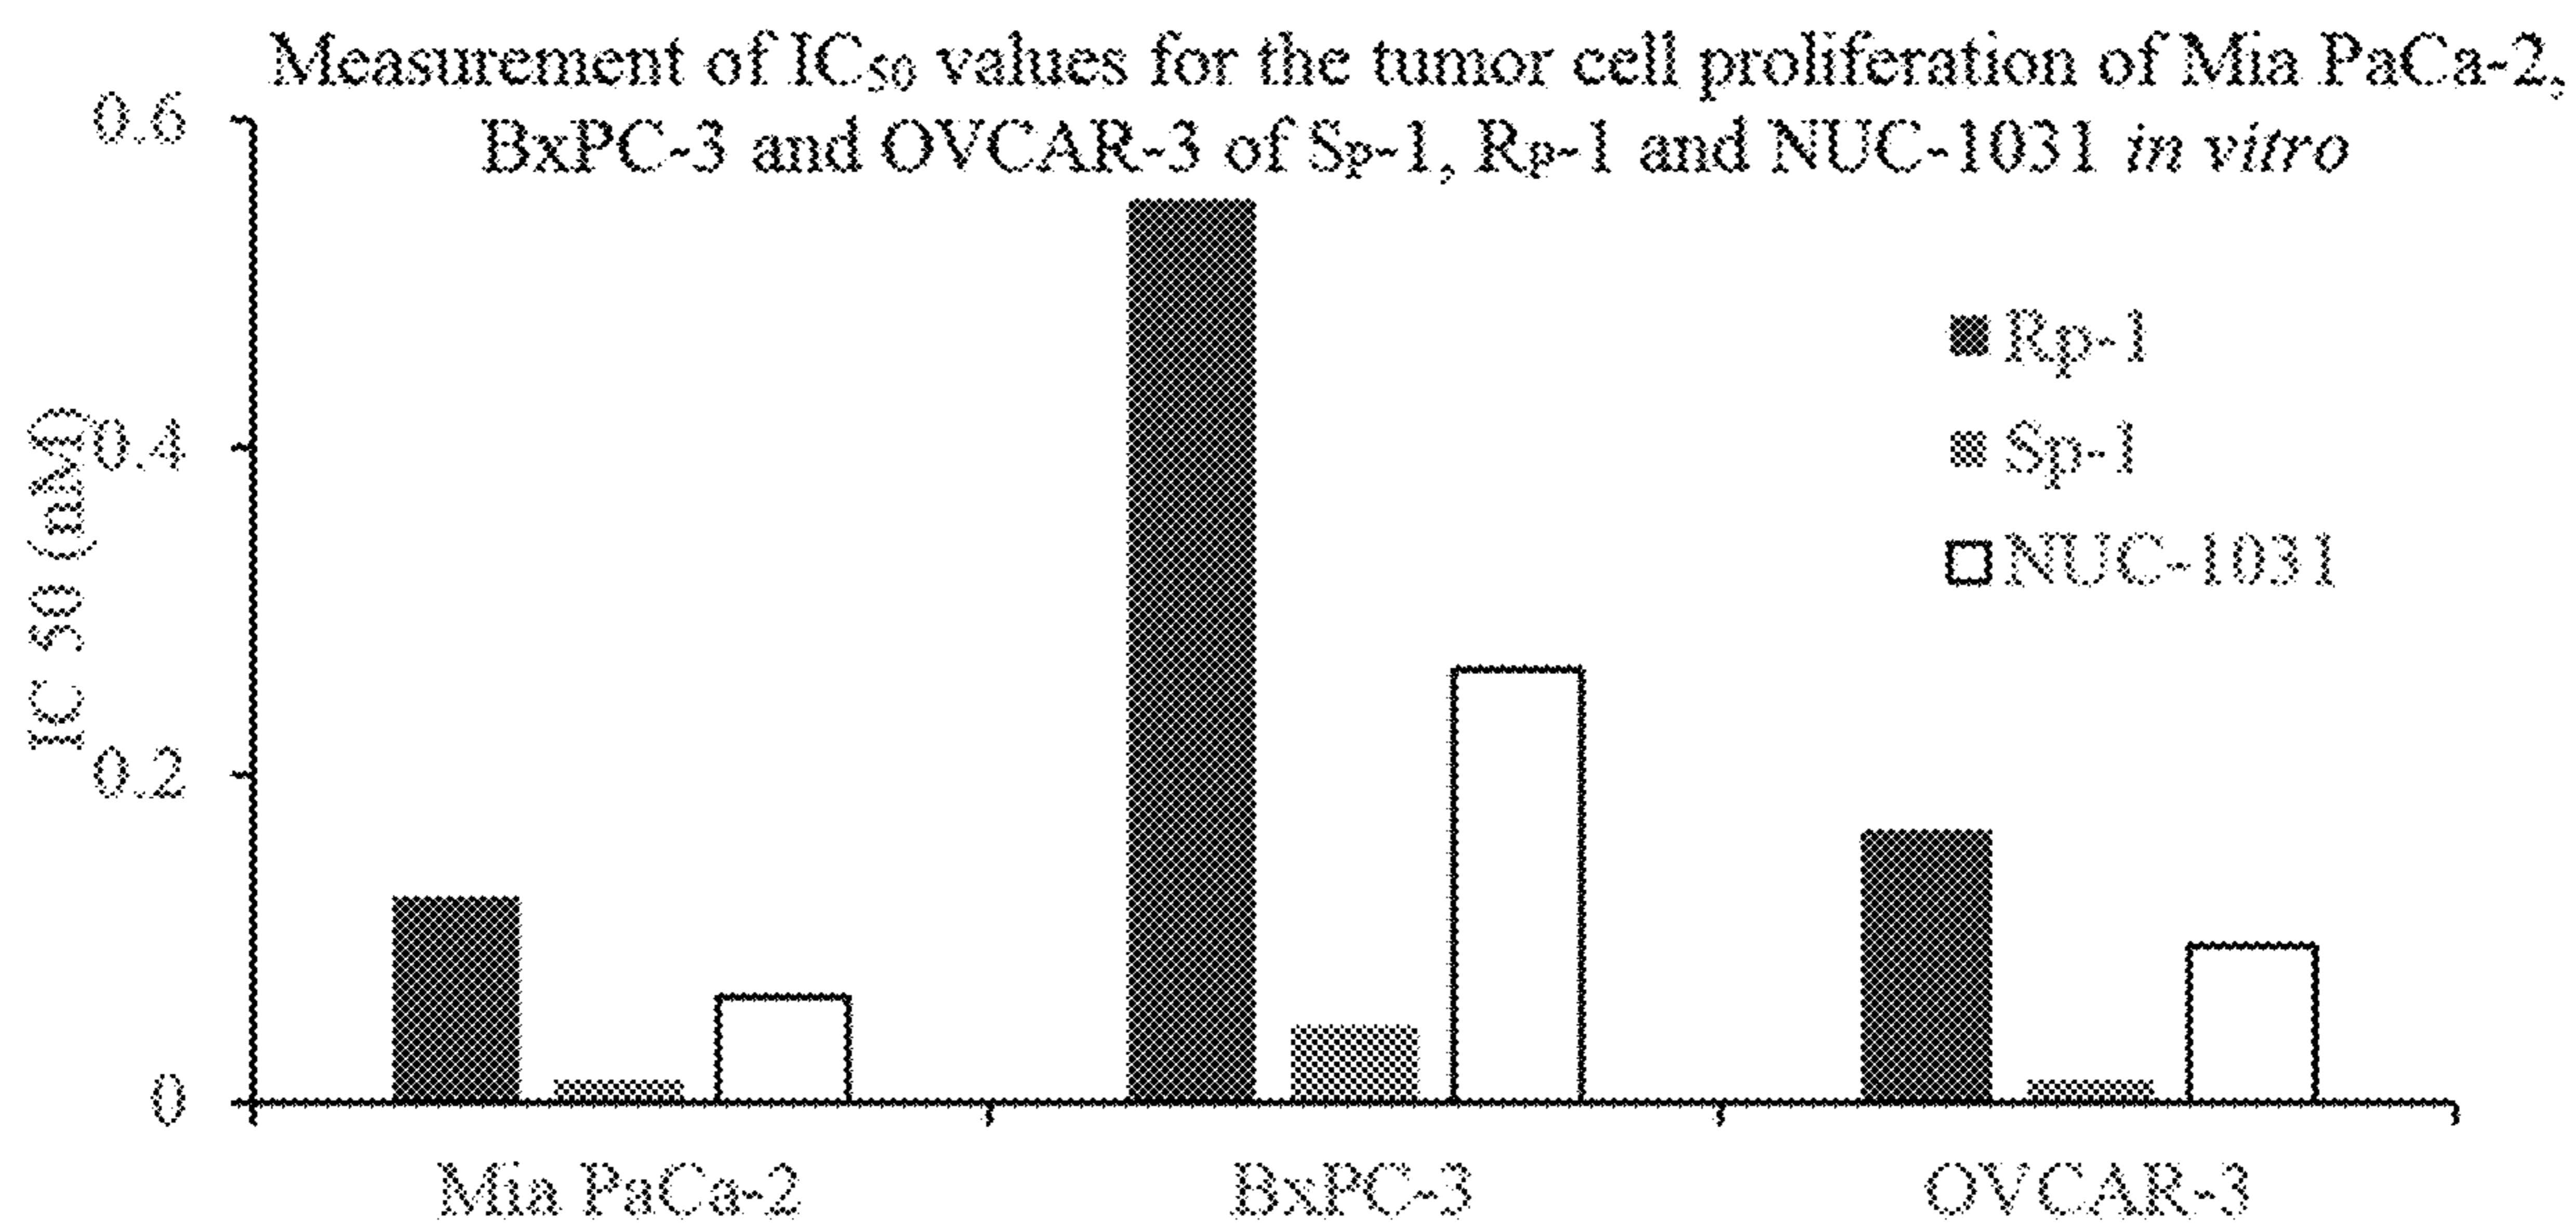 Measurement of IC50 values for the tumor cell proliferation of Mia PaCa-2,
BxPC-3 and OVCAR-3 of Sp-1, Rp-1 and NUC-1031 in vitro
0.6
0.4
0.2
0
IC 50 (mM)
Rp-1
Sp-1
NUC-1031
Mia PaCa-2
BxPC-3
OVCAR-3